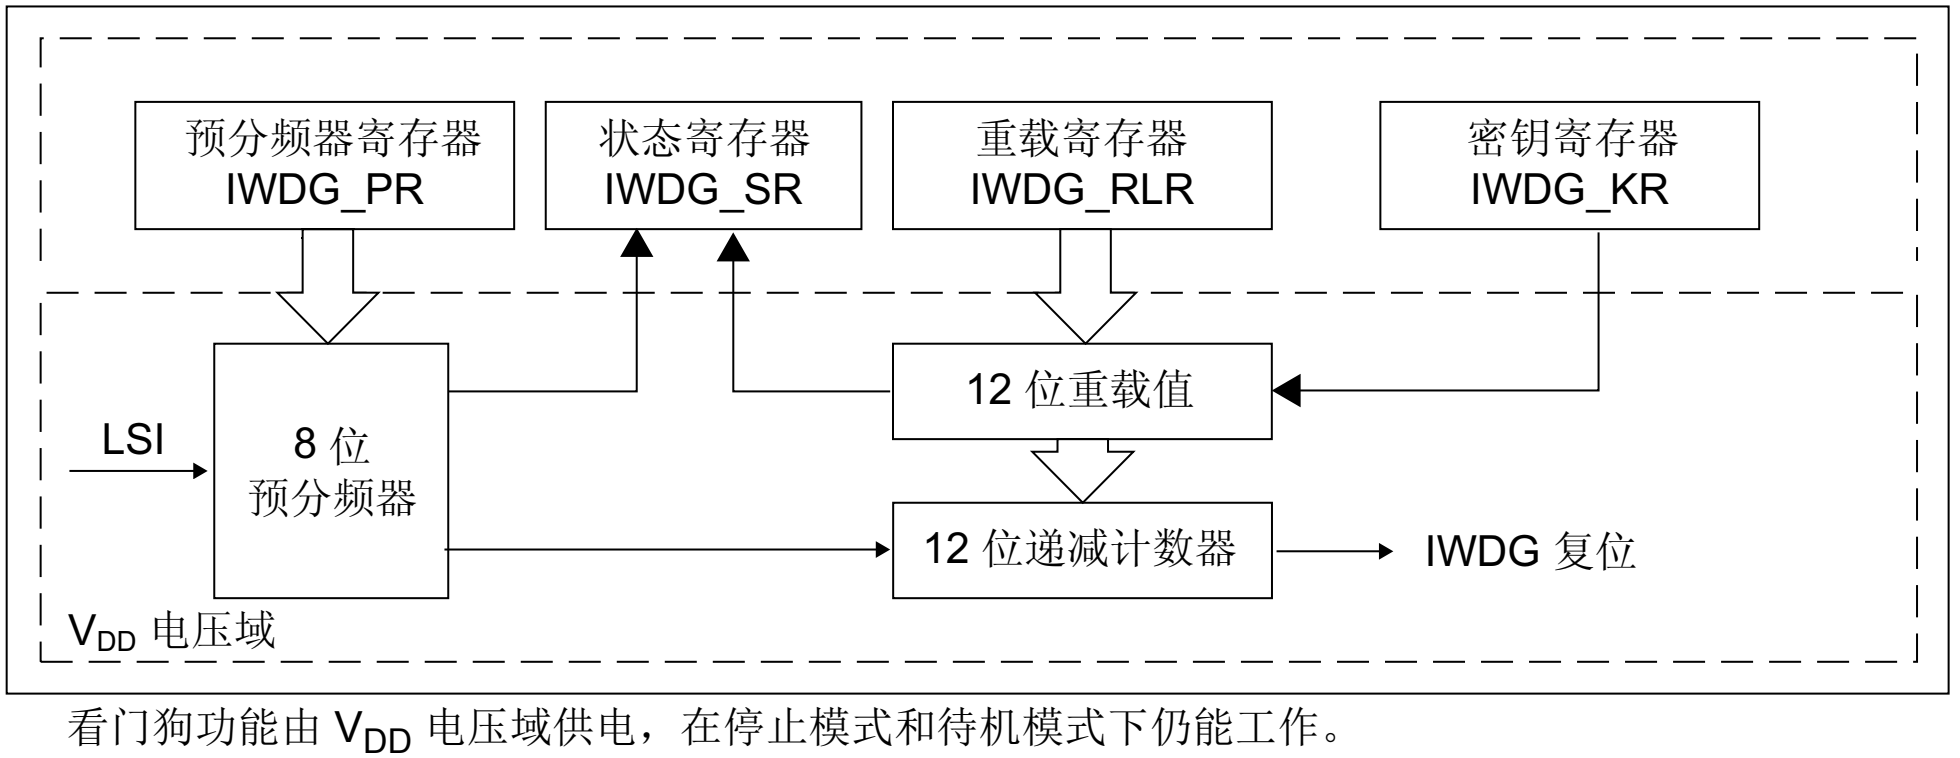 预分频器寄存器
IWDG_PR
状态寄存器
IWDG_SR
重载寄存器
IWDG_RLR
密钥寄存器
IWDG_KR
12 位重载值
LSI
8 位
预分频器
12 位递减计数器
IWDG 复位
VDD 电压域
看门狗功能由 VDD 电压域供电，在停止模式和待机模式下仍能工作。